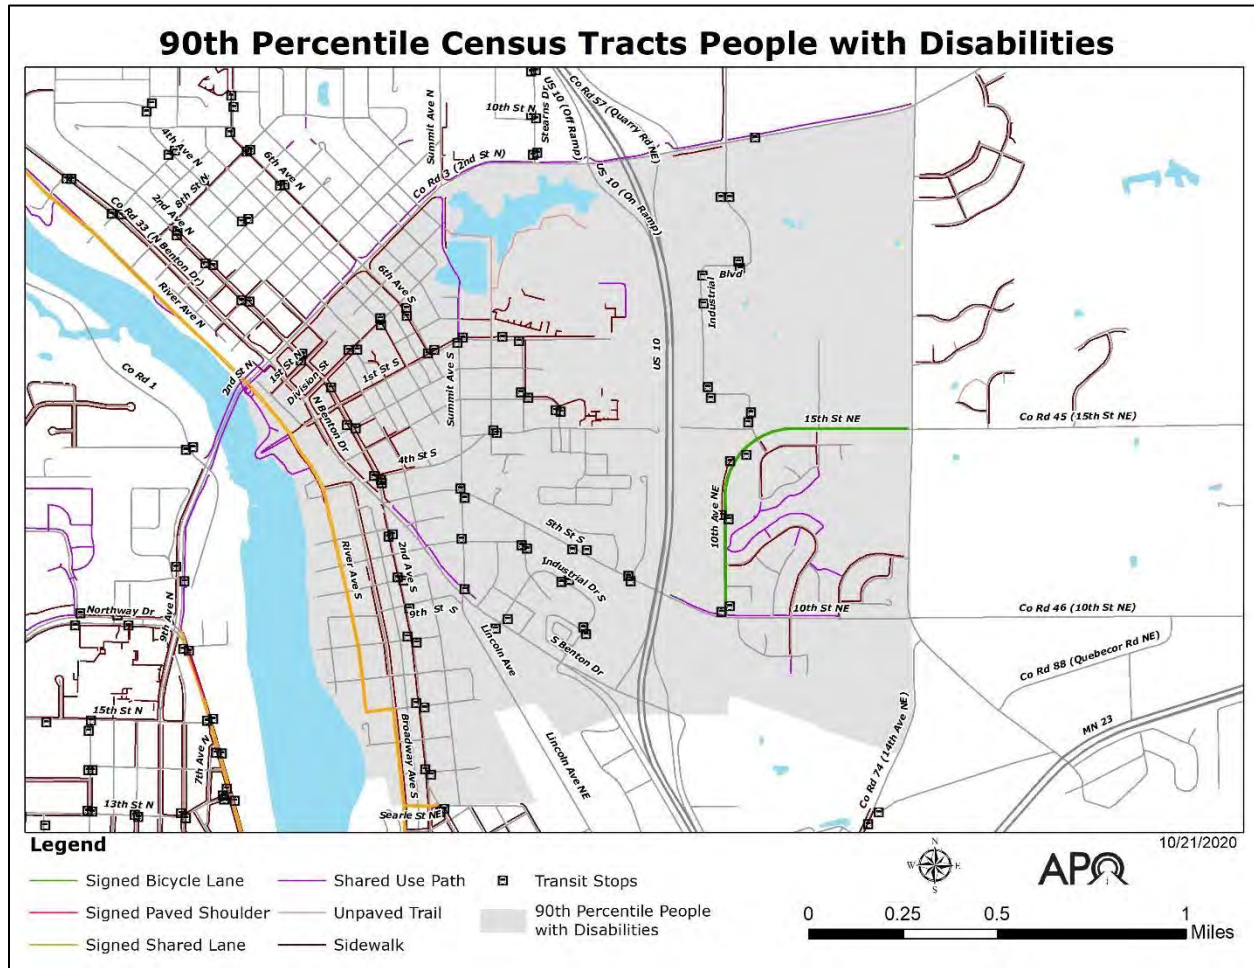 90th Percentile Census Tracts People with Disabilities
10th St N
Stearns Dr
US 10 (Off Ramp)
Co Rd 57 (Quarry Rd NE)
Summit Ave N
4th Ave N
6th Ave N
8th St N
2nd Ave N
Co Rd 3 (2nd St N)
US 10 (On Ramp)
Co Rd 33 (N Benton Dr)
River Ave N
6th Ave S
Blvd
Industrial
Co Rd 1
2nd St N
1st St N
Division St
1st St S
N Benton Dr
Summit Ave S
US 10
15th St NE
Co Rd 45 (15th St NE)
4th St S
10th Ave NE
5th St S
River Ave S
2nd Ave S
Industrial Dr S
9th St S
Northway Dr
9th Ave N
10th St NE
Co Rd 46 (10th St NE)
Lincoln Ave
S Benton Dr
Co Rd 88 (Quebecor Rd NE)
15th St N
7th Ave N
Broadway Ave S
Lincoln Ave NE
Co Rd 74 (14th Ave NE)
MN 23
13th St N
Searle St NE
10/21/2020
Legend
Signed Bicycle Lane
Signed Paved Shoulder
Signed Shared Lane
Shared Use Path
Unpaved Trail
Sidewalk
Transit Stops
90th Percentile People
with Disabilities
N
W E
S
APO
0 0.25 0.5 1
Miles